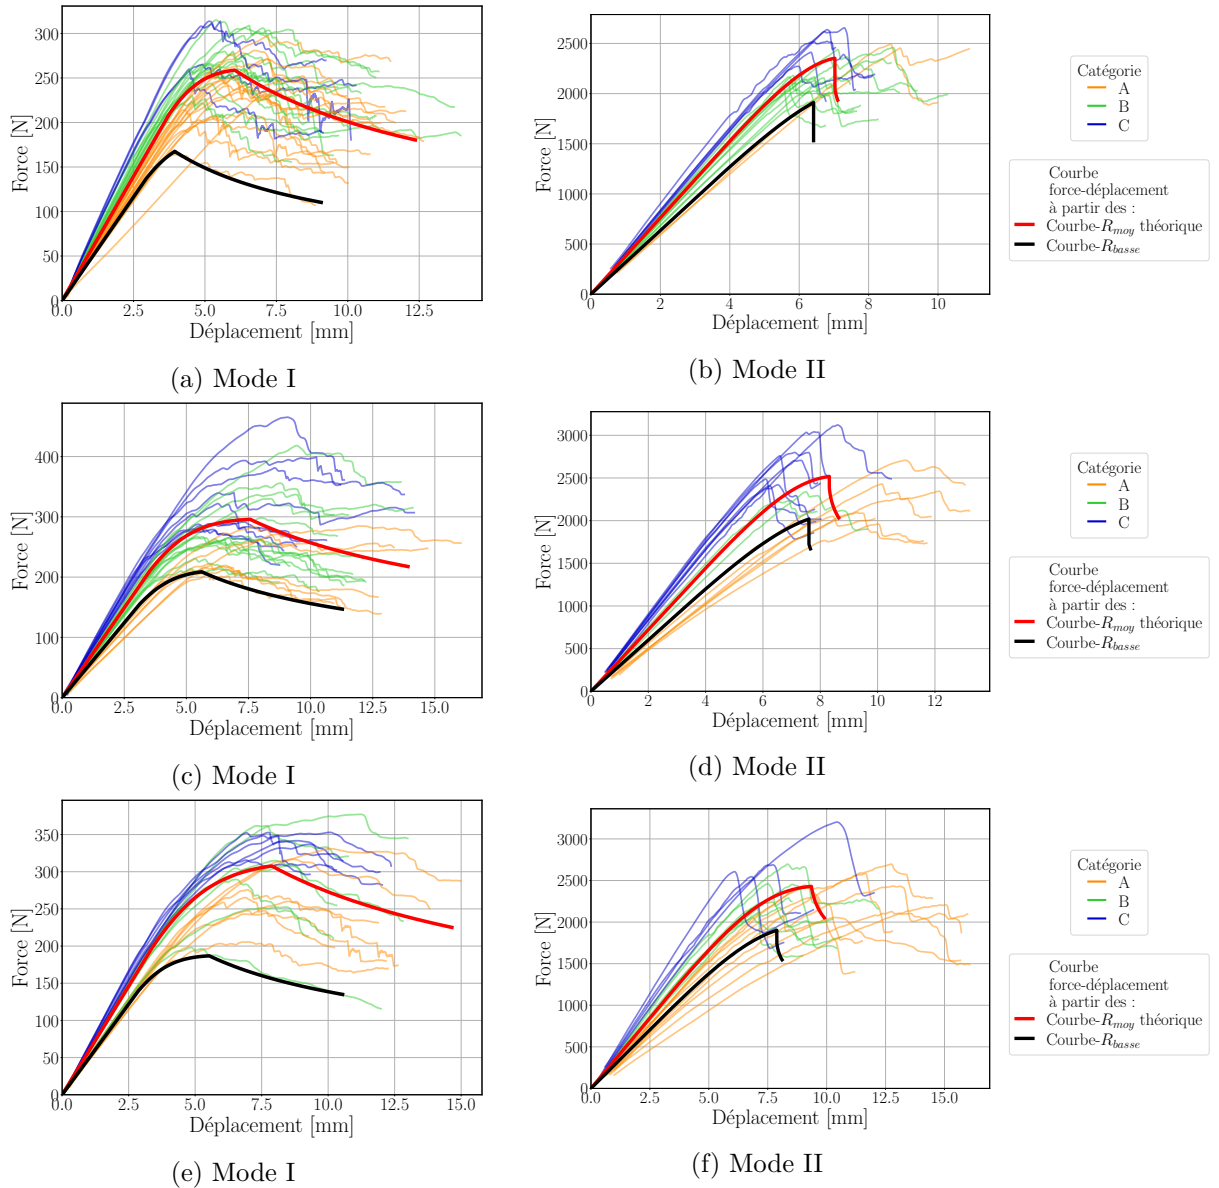 300
250
200
150
100
50
0
Force [N]
0.0 2.5 5.0 7.5 10.0 12.5
Déplacement [mm]
(a) Mode I
2500
2000
1500
1000
500
0
Force [N]
0 2 4 6 8 10
Déplacement [mm]
(b) Mode II
Catégorie
A
B
C
Courbe
force-déplacement
à partir des :
Courbe-Rmoy théorique
Courbe-Rbasse
400
300
200
100
0
Force [N]
0.0 2.5 5.0 7.5 10.0 12.5 15.0
Déplacement [mm]
(c) Mode I
3000
2500
2000
1500
1000
500
0
Force [N]
0 2 4 6 8 10 12
Déplacement [mm]
(d) Mode II
Catégorie
A
B
C
Courbe
force-déplacement
à partir des :
Courbe-Rmoy théorique
Courbe-Rbasse
350
300
250
200
150
100
50
0
Force [N]
0.0 2.5 5.0 7.5 10.0 12.5 15.0
Déplacement [mm]
(e) Mode I
3000
2500
2000
1500
1000
500
0
Force [N]
0.0 2.5 5.0 7.5 10.0 12.5 15.0
Déplacement [mm]
(f) Mode II
Catégorie
A
B
C
Courbe
force-déplacement
à partir des :
Courbe-Rmoy théorique
Courbe-Rbasse